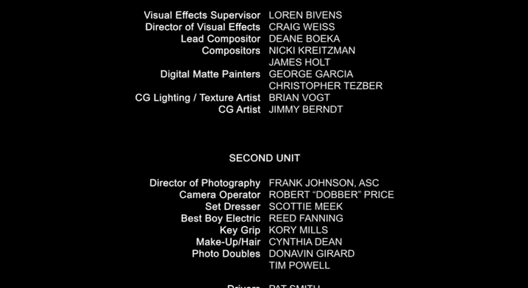 Visual Effects Supervisor LOREN BIVENS
Director of Visual Effects CRAIG WEISS
Lead Compositor DEANE BOEKA
Compositors NICKI KREITZMAN
JAMES HOLT
Digital Matte Painters GEORGE GARCIA
CHRISTOPHER TEZBER
CG Lighting / Texture Artist BRIAN VOGT
CG Artist JIMMY BERNDT
SECOND UNIT
Director of Photography FRANK JOHNSON, ASC
Camera Operator ROBERT “DOBBER” PRICE
Set Dresser SCOTTIE MEEK
Best Boy Electric REED FANNING
Key Grip KORY MILLS
Make-Up/Hair CYNTHIA DEAN
Photo Doubles DONAVIN GIRARD
TIM POWELL
Drivers PAT SMITH